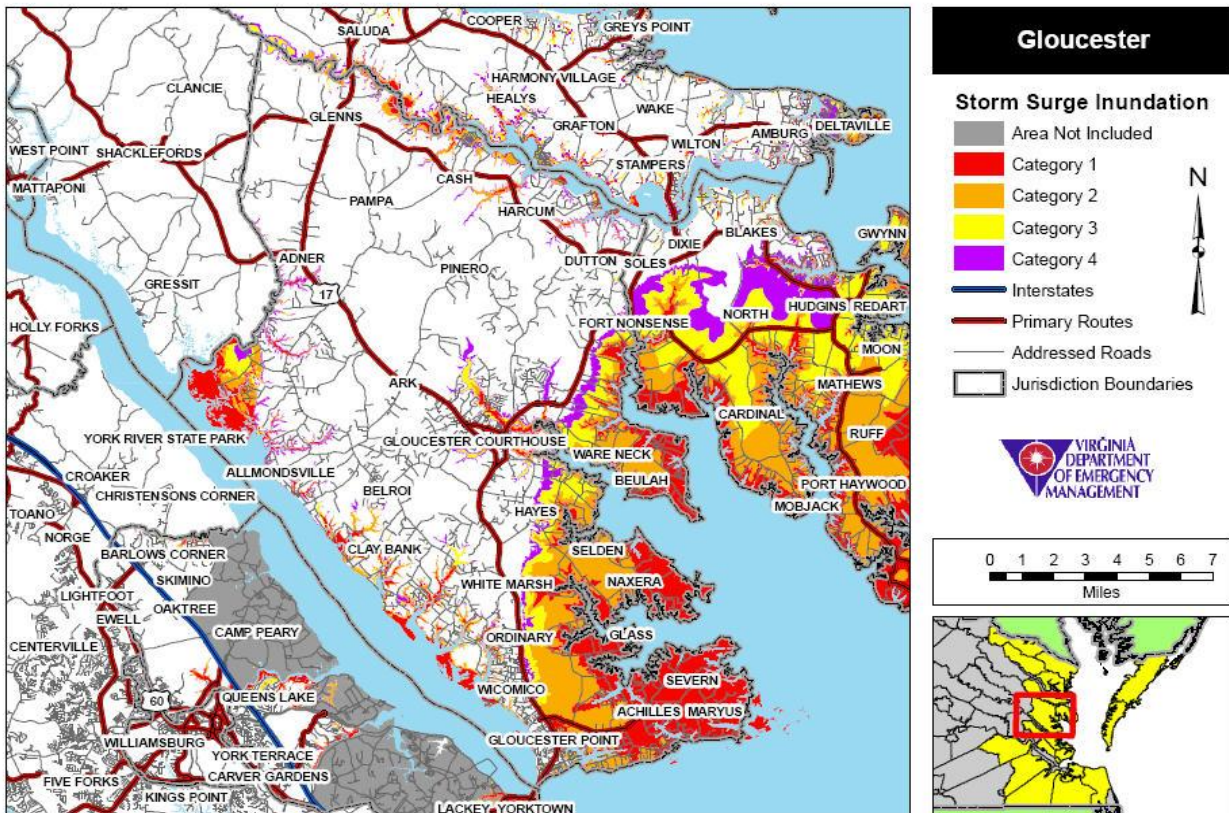 COOPER
GREYS POINT
SALUDA
HARMONY VILLAGE
CLANCIE
HEALYS
WAKE
GLENNS
GRAFTON
AMBURG
DELTAVILLE
WILTON
WEST POINT
SHACKLEFORDS
STAMPERS
MATTAPONI
CASH
PAMPA
HARCUM
BLAKES
GWYNN
DIXIE
ADNER
DUTTON
SOLES
PINERO
GRESSIT
17
HUDGINS
REDART
NORTH
HOLLY FORKS
FORT NONSENSE
MOON
ARK
MATHEWS
CARDINAL
YORK RIVER STATE PARK
GLOUCESTER COURTHOUSE
RUFF
WARE NECK
ALLMONDSVILLE
CROAKER
BEULAH
PORT HAYWOOD
CHRISTENSONS CORNER
BELROI
TOANO
HAYES
MOBJACK
NORGE
BARLOWS CORNER
CLAY BANK
SELDEN
SKIMINO
WHITE MARSH
NAXERA
LIGHTFOOT
OAKTREE
EWELL
CAMP PEARY
ORDINARY
GLASS
CENTERVILLE
SEVERN
WICOMICO
60
QUEENS LAKE
ACHILLES
MARYUS
WILLIAMSBURG
GLOUCESTER POINT
YORK TERRACE
FIVE FORKS
CARVER GARDENS
KINGS POINT
LACKEY
YORKTOWN
Gloucester
Storm Surge Inundation
Area Not Included
Category 1
Category 2
Category 3
Category 4
Interstates
Primary Routes
Addressed Roads
Jurisdiction Boundaries
N
VIRGINIA
DEPARTMENT
OF EMERGENCY
MANAGEMENT
0 1 2 3 4 5 6 7
Miles